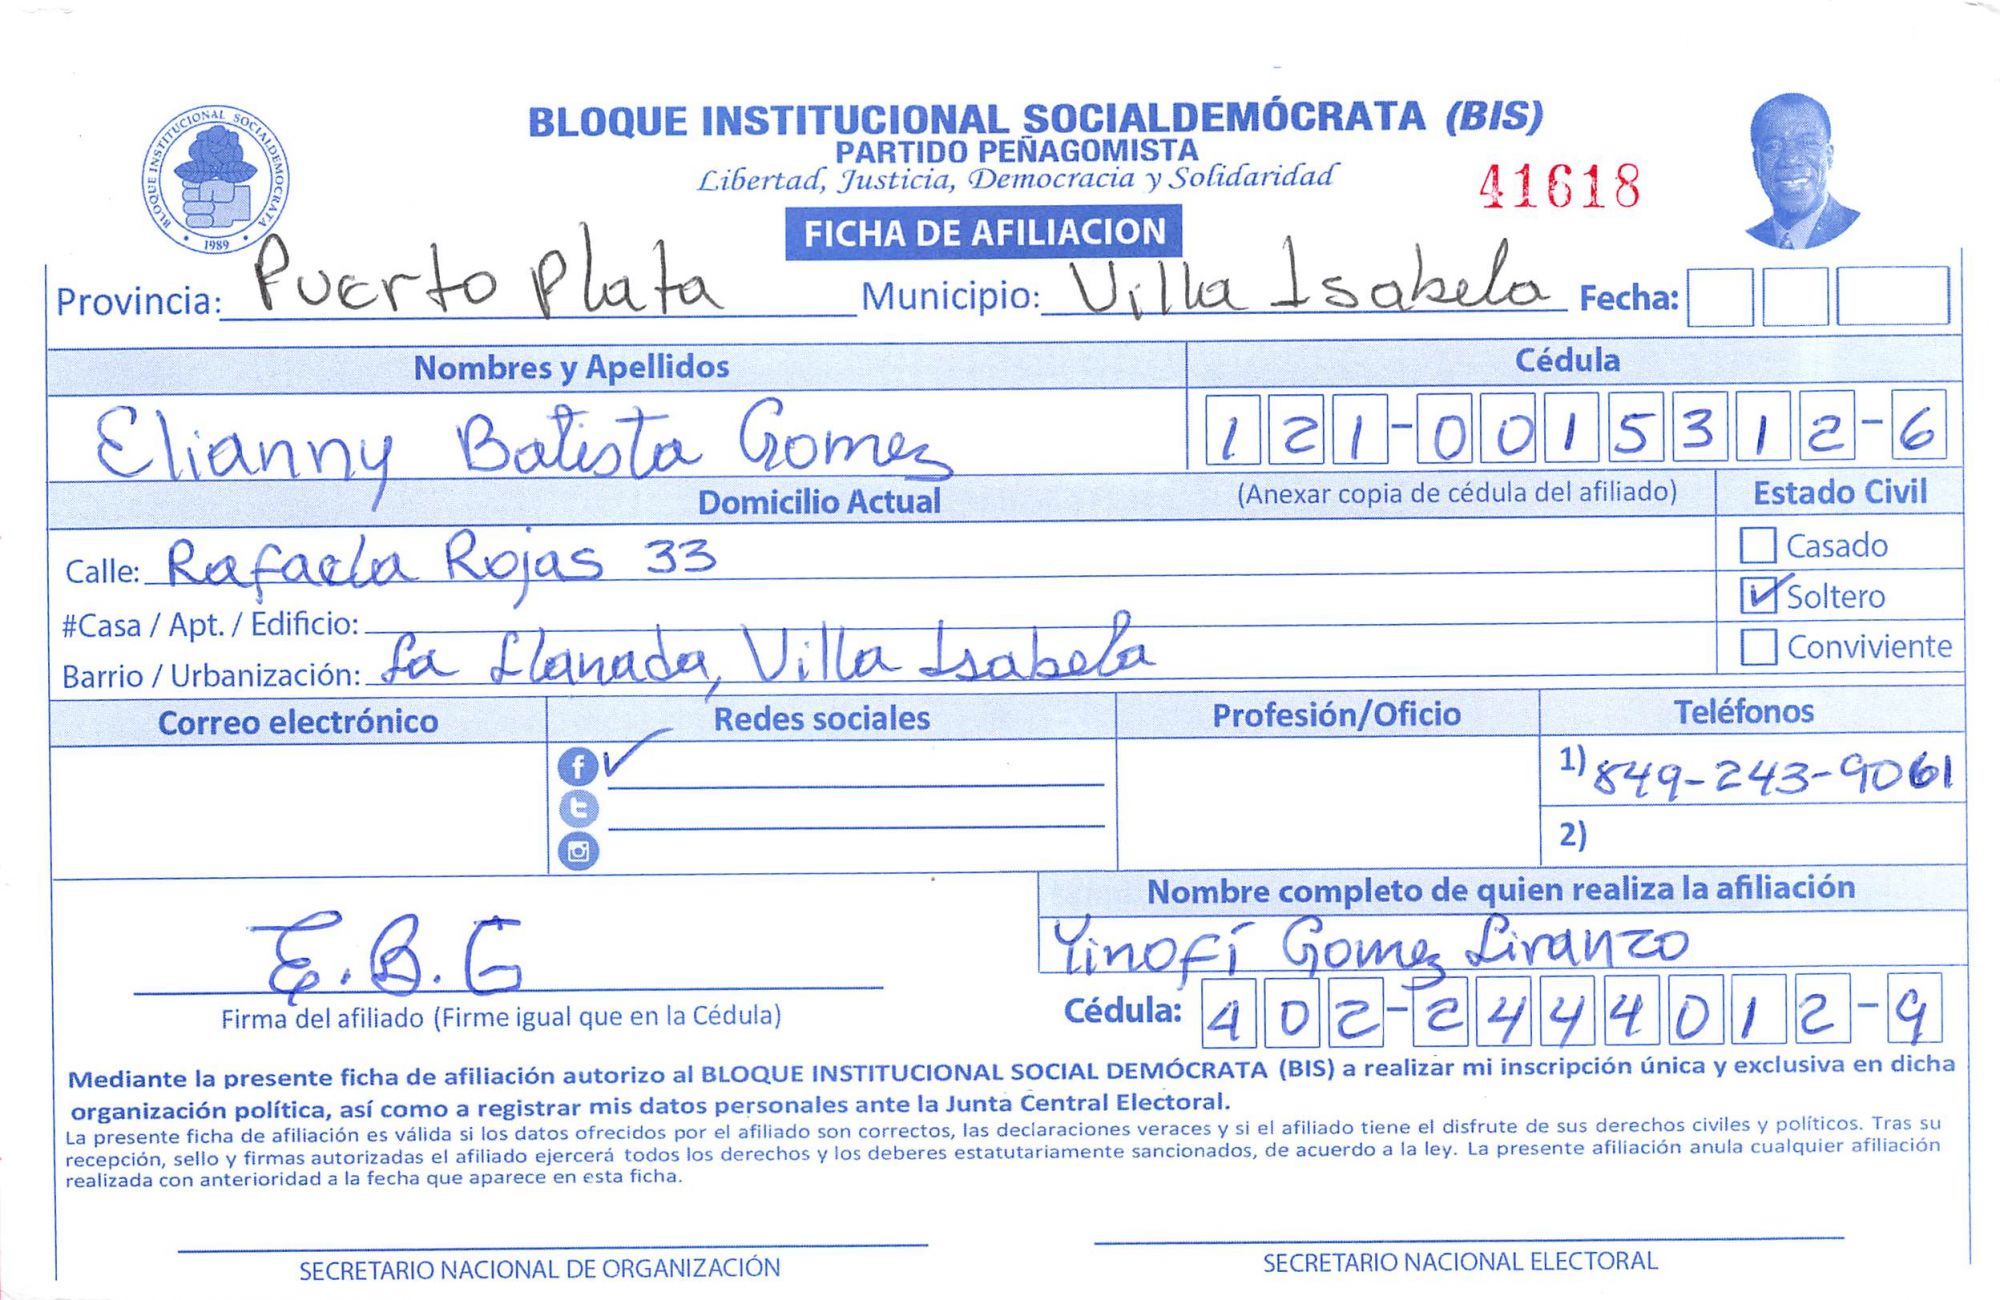 BLOQUE INSTITUCIONAL SOCIALDEMÓCRATA
1989
BLOQUE INSTITUCIONAL SOCIALDEMÓCRATA (BIS)
PARTIDO PEÑAGOMISTA
Libertad, Justicia, Democracia y Solidaridad
41618
FICHA DE AFILIACION
Provincia: Puerto Plata Municipio: Villa Isabela Fecha:
Nombres y Apellidos Cédula
Elianny Batista Gomez 121-0015312-6
Domicilio Actual (Anexar copia de cédula del afiliado) Estado Civil
Calle: Rafaela Rojas 33 Casado
#Casa / Apt. / Edificio: ✓ Soltero
Barrio / Urbanización: La Llanada, Villa Isabela Conviviente
Correo electrónico Redes sociales Profesión/Oficio Teléfonos
f ✓ 1) 849-243-9061
2)
Nombre completo de quien realiza la afiliación
Yinofí Gomez Liranzo
E.B.G
Firma del afiliado (Firme igual que en la Cédula) Cédula: 402-2444012-9
Mediante la presente ficha de afiliación autorizo al BLOQUE INSTITUCIONAL SOCIAL DEMÓCRATA (BIS) a realizar mi inscripción única y exclusiva en dicha
organización política, así como a registrar mis datos personales ante la Junta Central Electoral.
La presente ficha de afiliación es válida si los datos ofrecidos por el afiliado son correctos, las declaraciones veraces y si el afiliado tiene el disfrute de sus derechos civiles y políticos. Tras su
recepción, sello y firmas autorizadas el afiliado ejercerá todos los derechos y los deberes estatutariamente sancionados, de acuerdo a la ley. La presente afiliación anula cualquier afiliación
realizada con anterioridad a la fecha que aparece en esta ficha.
SECRETARIO NACIONAL DE ORGANIZACIÓN SECRETARIO NACIONAL ELECTORAL